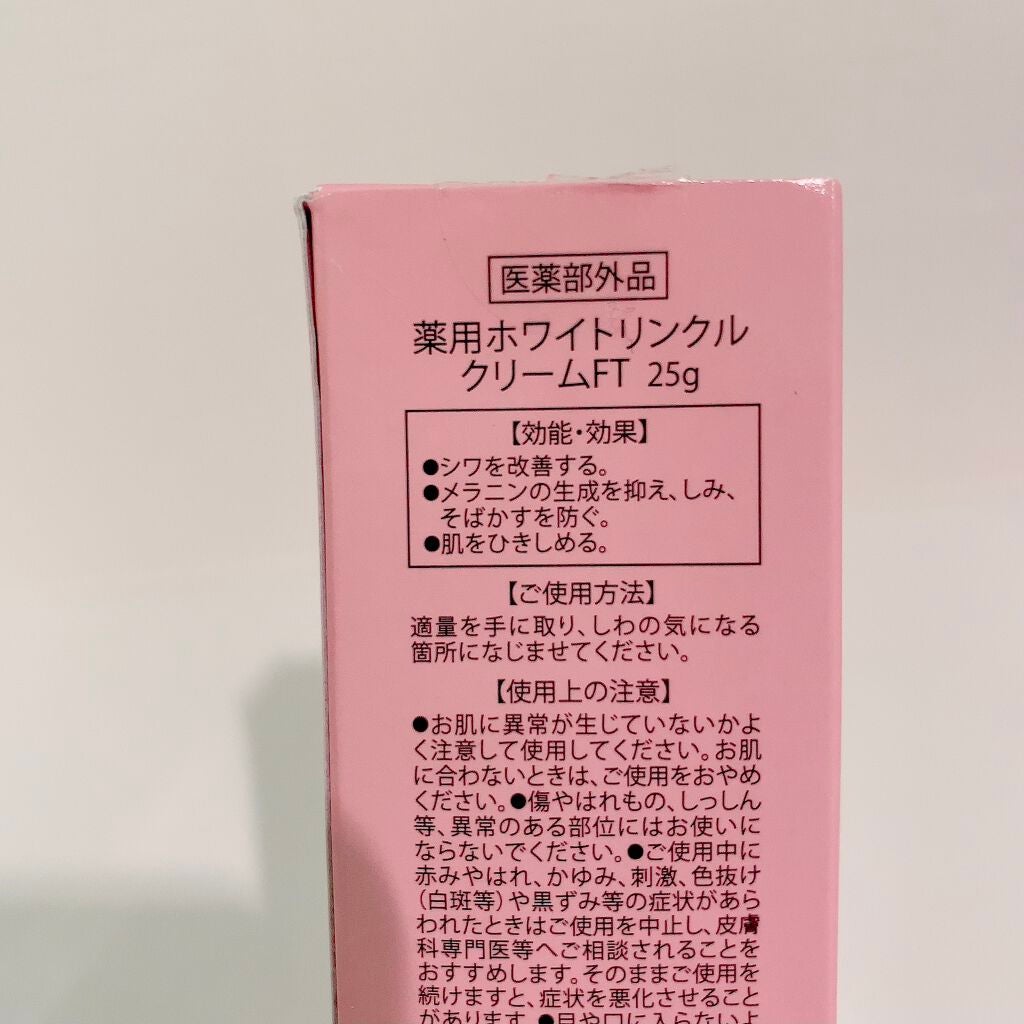 医薬部外品
薬用ホワイトリンクル
クリームFT 25g
【効能・効果】
●シワを改善する。
●メラニンの生成を抑え、しみ、
そばかすを防ぐ。
●肌をひきしめる。
【ご使用方法】
適量を手に取り、しわの気になる
箇所になじませてください。
【使用上の注意】
●お肌に異常が生じていないかよ
く注意して使用してください。お肌
に合わないときは、ご使用をおやめ
ください。●傷やはれもの、しっしん
等、異常のある部位にはお使いに
ならないでください。●ご使用中に
赤みやはれ、かゆみ、刺激、色抜け
(白斑等)や黒ずみ等の症状があら
われたときはご使用を中止し、皮膚
科専門医等へご相談されることを
おすすめします。そのままご使用を
続けますと、症状を悪化させること
があります。●目や口に入らないよ